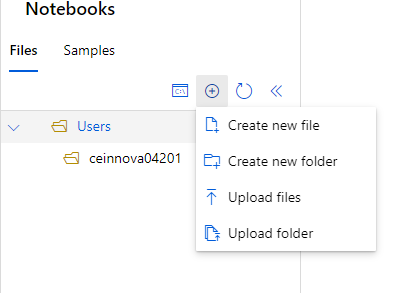 Notebooks
Files Samples
C:\
Users
Create new file
ceinnova04201
Create new folder
Upload files
Upload folder